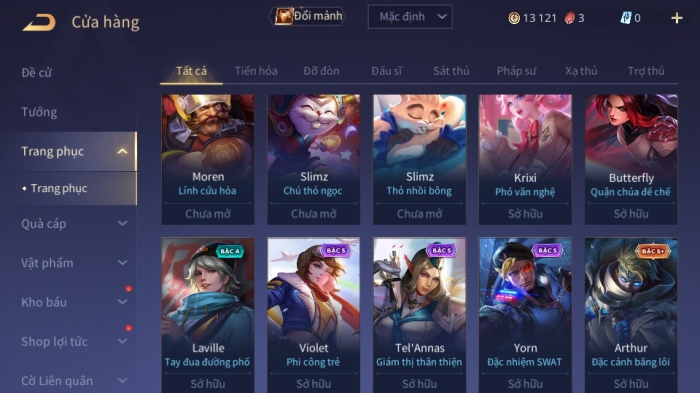 Cửa hàng
Đổi mảnh
Mặc định
13 121
3
0
Đề cử
Tướng
Trang phục
Trang phục
Quà cáp
Vật phẩm
Kho báu
Shop lợi tức
Cờ Liên quân
Tất cả
Tiến hóa
Đỡ đòn
Đấu sĩ
Sát thủ
Pháp sư
Xạ thủ
Trợ thủ
Moren
Lính cứu hỏa
Chưa mở
Slimz
Chú thỏ ngọc
Chưa mở
Slimz
Thỏ nhồi bông
Chưa mở
Krixi
Phó văn nghệ
Sở hữu
Butterfly
Quận chúa đế chế
Sở hữu
BẬC A
Laville
Tay đua đường phố
Sở hữu
BẬC S
Violet
Phi công trẻ
Sở hữu
BẬC S
Tel'Annas
Giám thị thân thiện
Sở hữu
BẬC S
Yorn
Đặc nhiệm SWAT
Sở hữu
BẬC S+
Arthur
Đặc cảnh băng lôi
Sở hữu